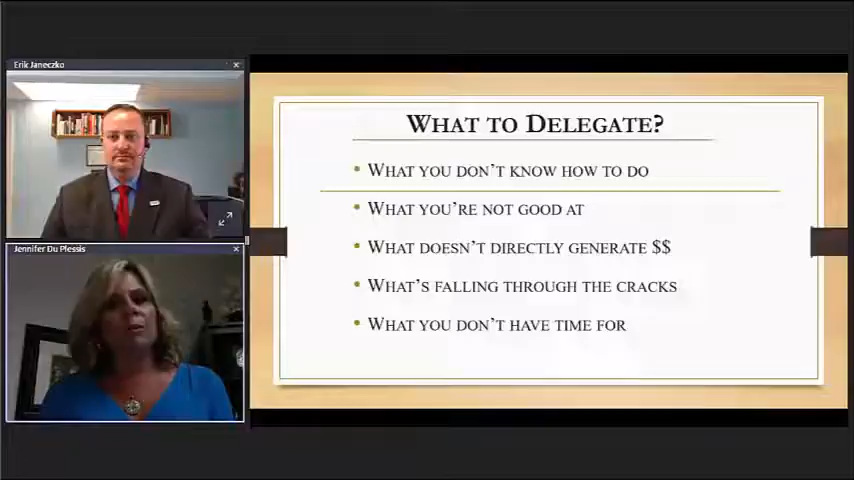 Erik Janeczko
Jennifer Du Plessis
WHAT TO DELEGATE?
• WHAT YOU DON'T KNOW HOW TO DO
• WHAT YOU'RE NOT GOOD AT
• WHAT DOESN'T DIRECTLY GENERATE $$
• WHAT'S FALLING THROUGH THE CRACKS
• WHAT YOU DON'T HAVE TIME FOR